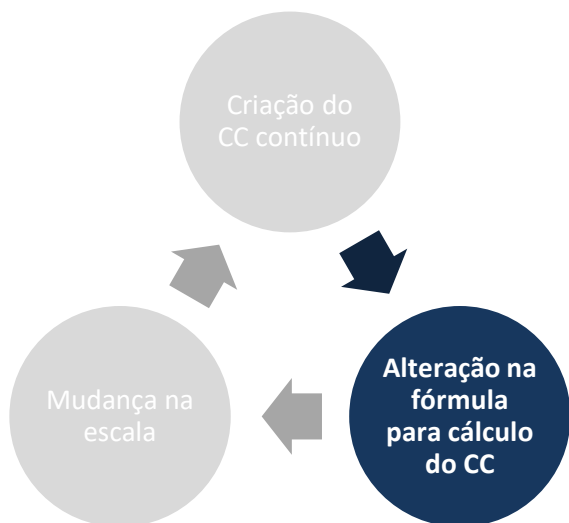 Criação do
CC contínuo
Alteração na
fórmula
para cálculo
do CC
Mudança na
escala